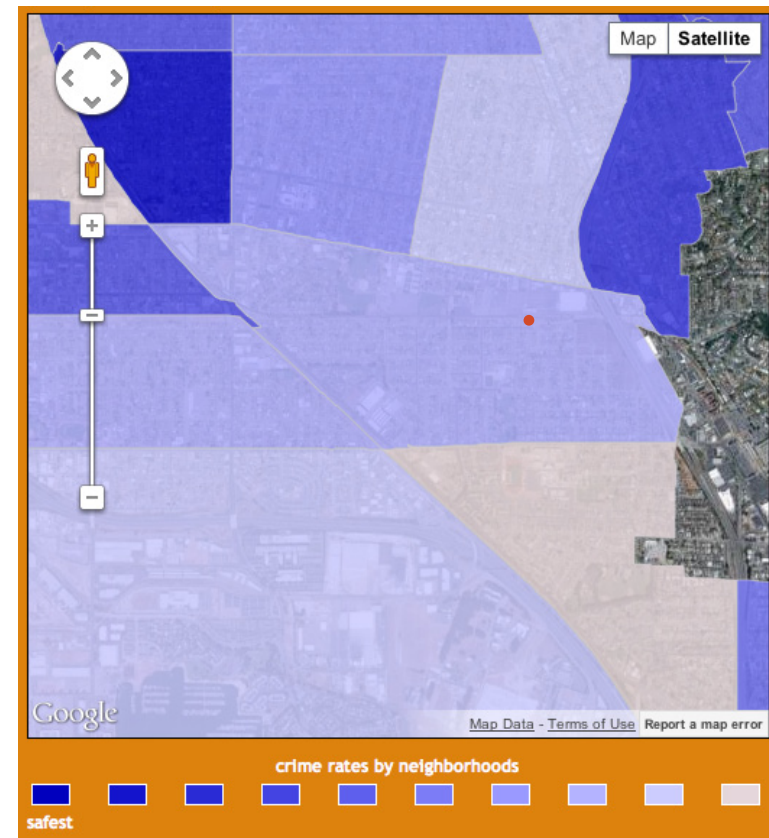 Map Satellite
Google
Map Data - Terms of Use Report a map error
crime rates by neighborhoods
safest